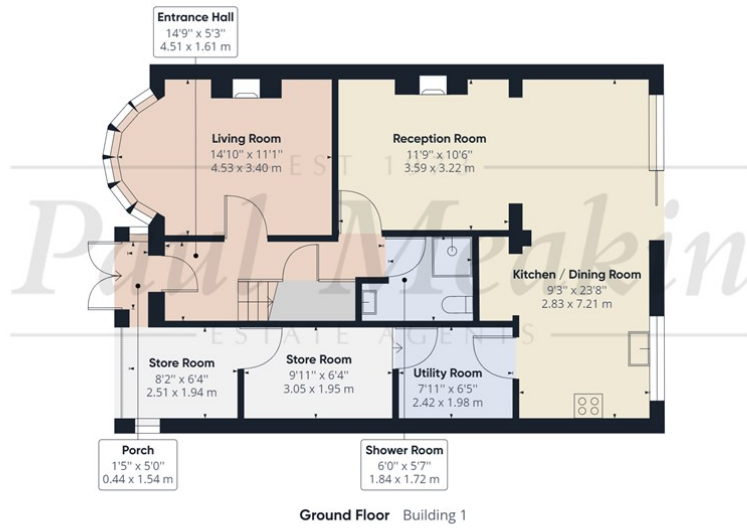 Entrance Hall
14'9" x 5'3"
4.51 x 1.61 m
Living Room
14'10" x 11'1"
4.53 x 3.40 m
Reception Room
11'9" x 10'6"
3.59 x 3.22 m
EST 1
Paul Meakin
ESTATE AGENTS
Kitchen / Dining Room
9'3" x 23'8"
2.83 x 7.21 m
Store Room
8'2" x 6'4"
2.51 x 1.94 m
Store Room
9'11" x 6'4"
3.05 x 1.95 m
Utility Room
7'11" x 6'5"
2.42 x 1.98 m
Porch
1'5" x 5'0"
0.44 x 1.54 m
Shower Room
6'0" x 5'7"
1.84 x 1.72 m
Ground Floor Building 1